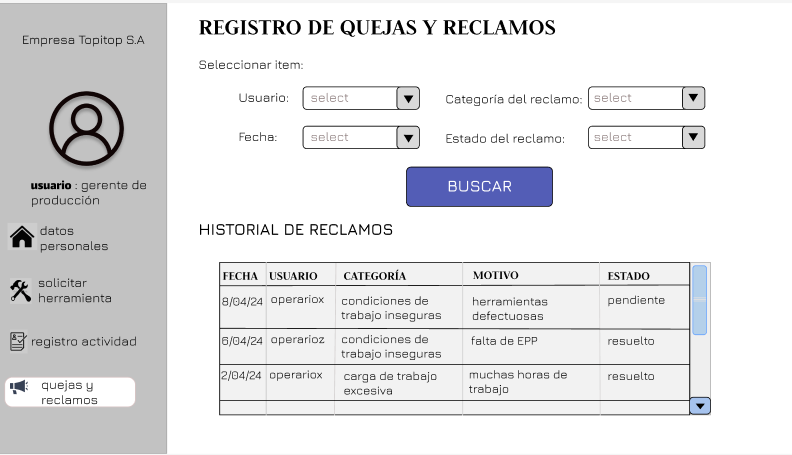 Empresa Topitop S.A
usuario : gerente de
producción
datos
personales
solicitar
herramienta
registro actividad
quejas y
reclamos
REGISTRO DE QUEJAS Y RECLAMOS
Seleccionar item:
Usuario: select Categoría del reclamo: select
Fecha: select Estado del reclamo: select
BUSCAR
HISTORIAL DE RECLAMOS
FECHA USUARIO CATEGORÍA MOTIVO ESTADO
8/04/24 operariox condiciones de herramientas pendiente
trabajo inseguras defectuosas
6/04/24 operarioz condiciones de falta de EPP resuelto
trabajo inseguras
2/04/24 operariox carga de trabajo muchas horas de resuelto
excesiva trabajo